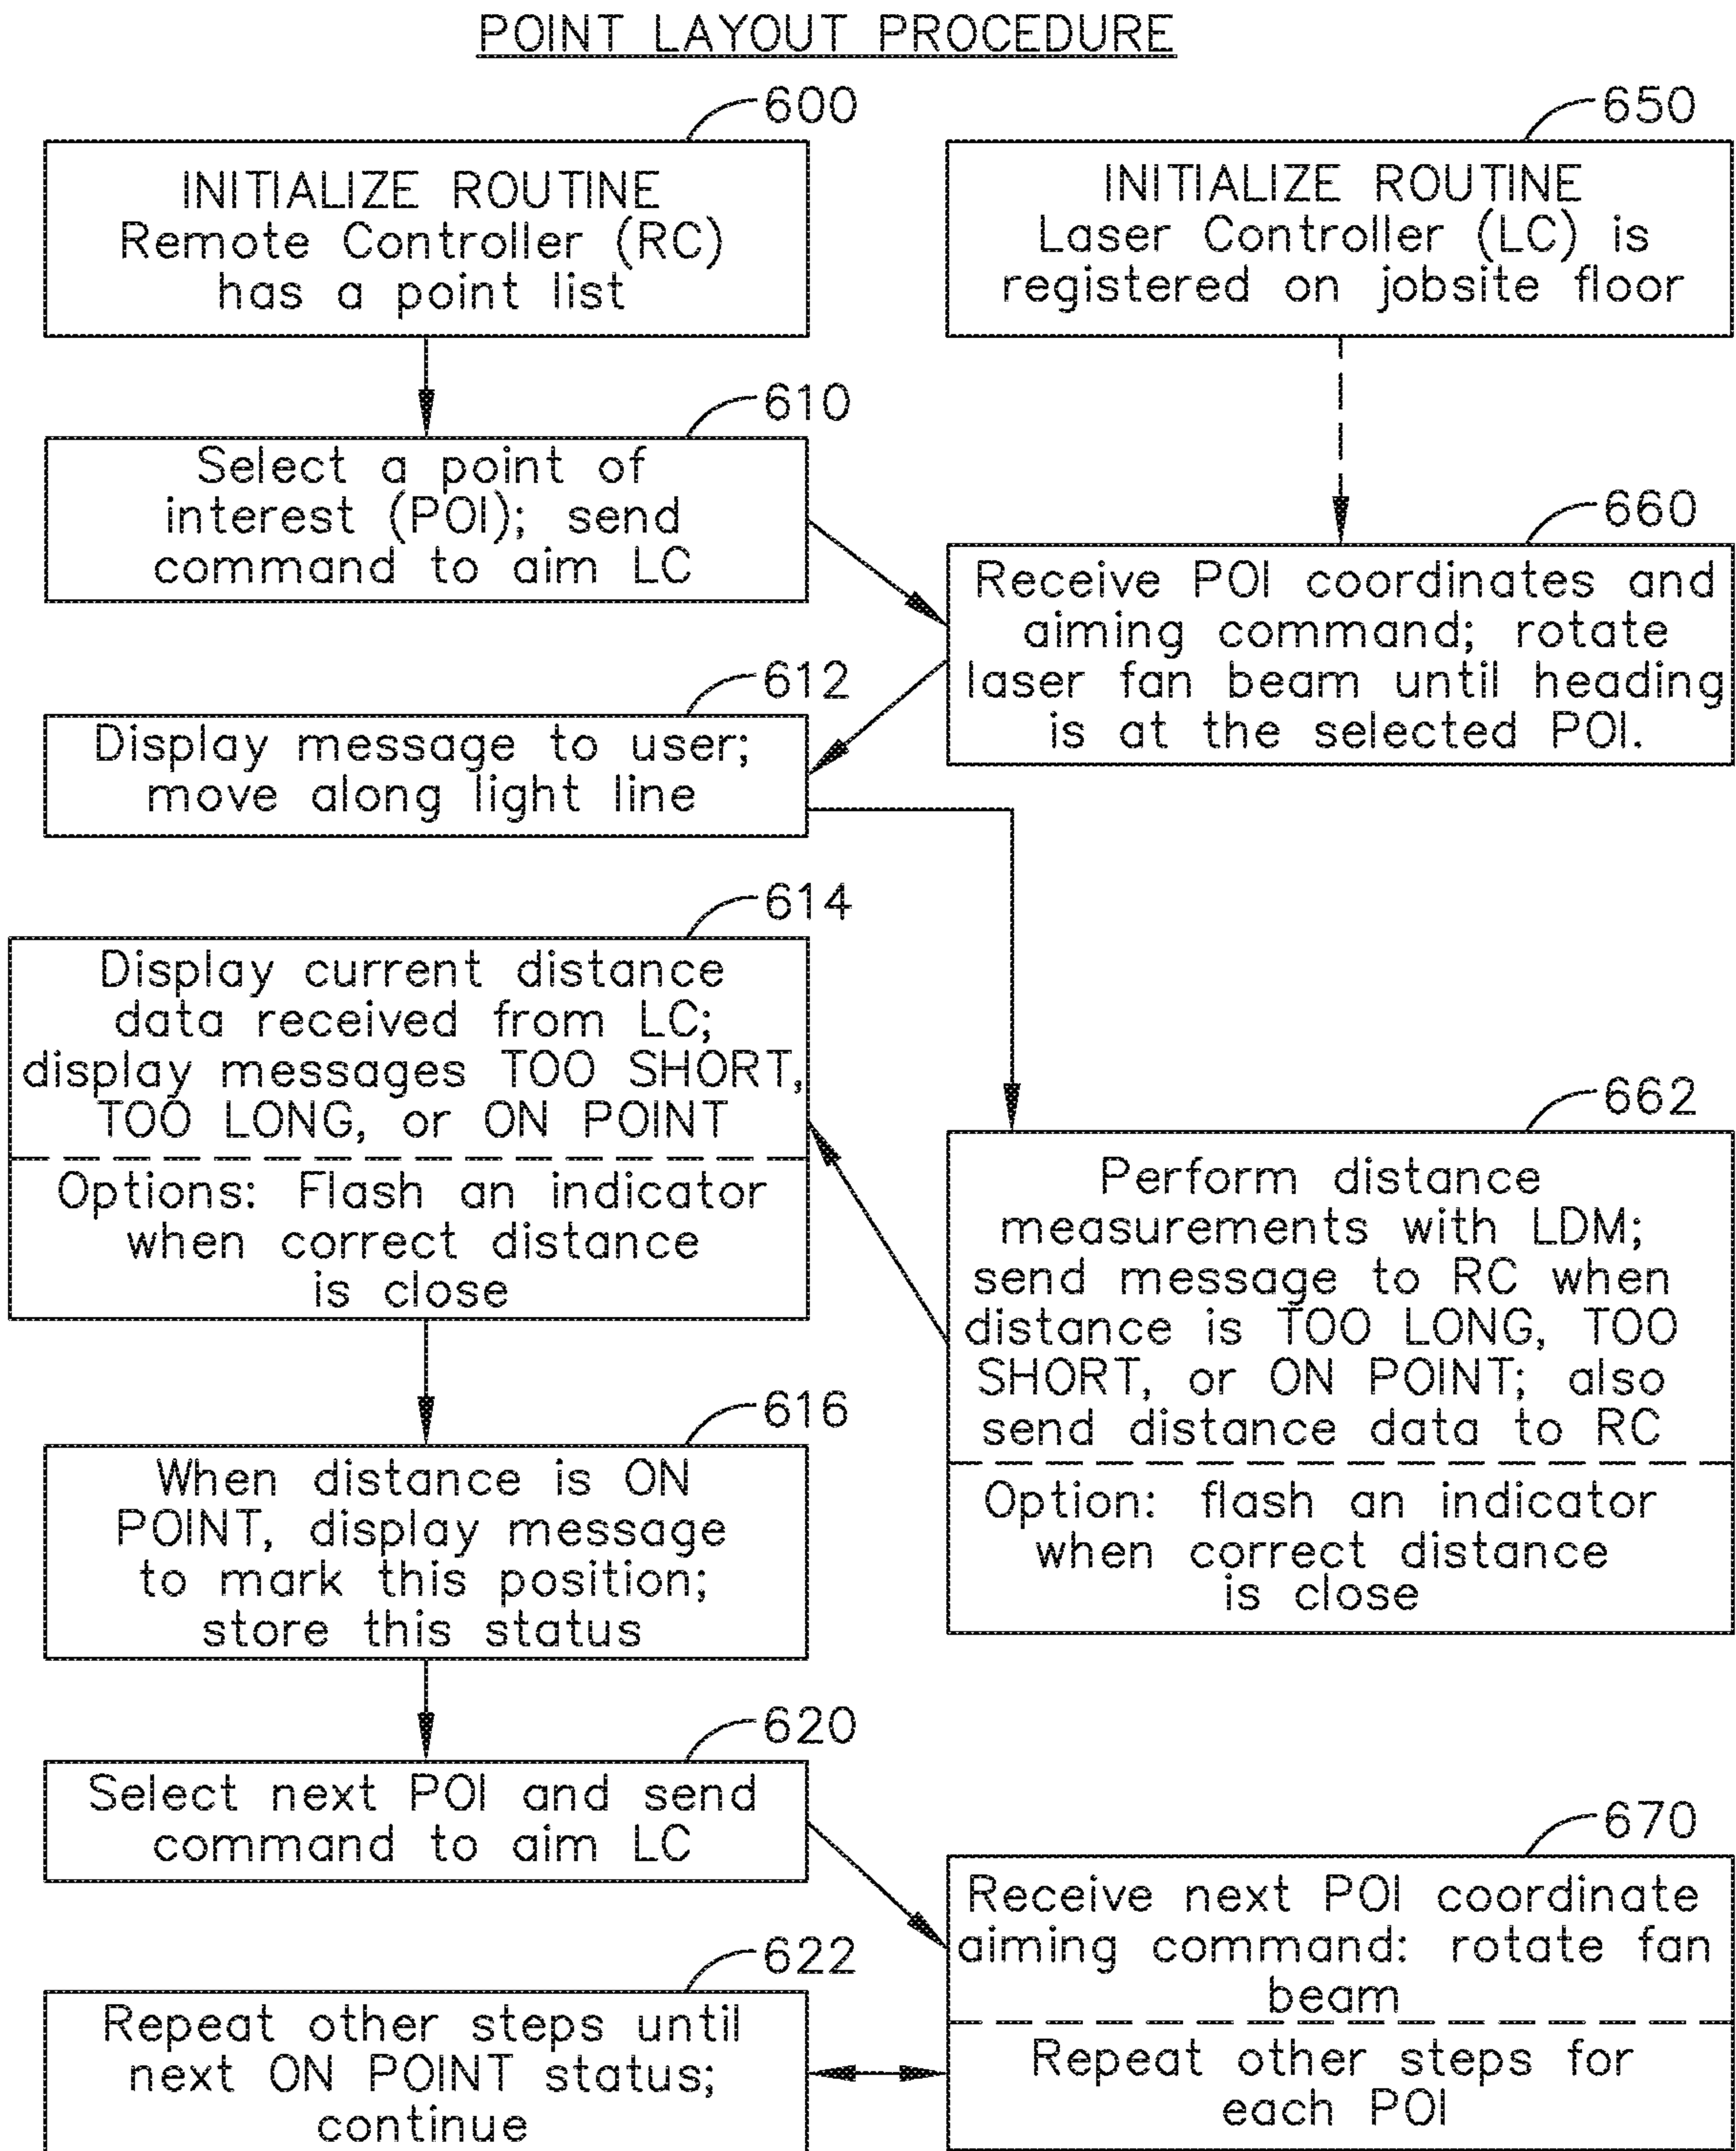 POINT LAYOUT PROCEDURE
600
INITIALIZE ROUTINE
Remote Controller (RC)
has a point list
650
INITIALIZE ROUTINE
Laser Controller (LC) is
registered on jobsite floor
610
Select a point of
interest (POI); send
command to aim LC
660
Receive POI coordinates and
aiming command; rotate
laser fan beam until heading
is at the selected POI.
612
Display message to user;
move along light line
614
Display current distance
data received from LC;
display messages TOO SHORT,
TOO LONG, or ON POINT
Options: Flash an indicator
when correct distance
is close
662
Perform distance
measurements with LDM;
send message to RC when
distance is TOO LONG, TOO
SHORT, or ON POINT; also
send distance data to RC
Option: flash an indicator
when correct distance
is close
616
When distance is ON
POINT, display message
to mark this position;
store this status
620
Select next POI and send
command to aim LC
670
Receive next POI coordinate
aiming command: rotate fan
beam
Repeat other steps for
each POI
622
Repeat other steps until
next ON POINT status;
continue